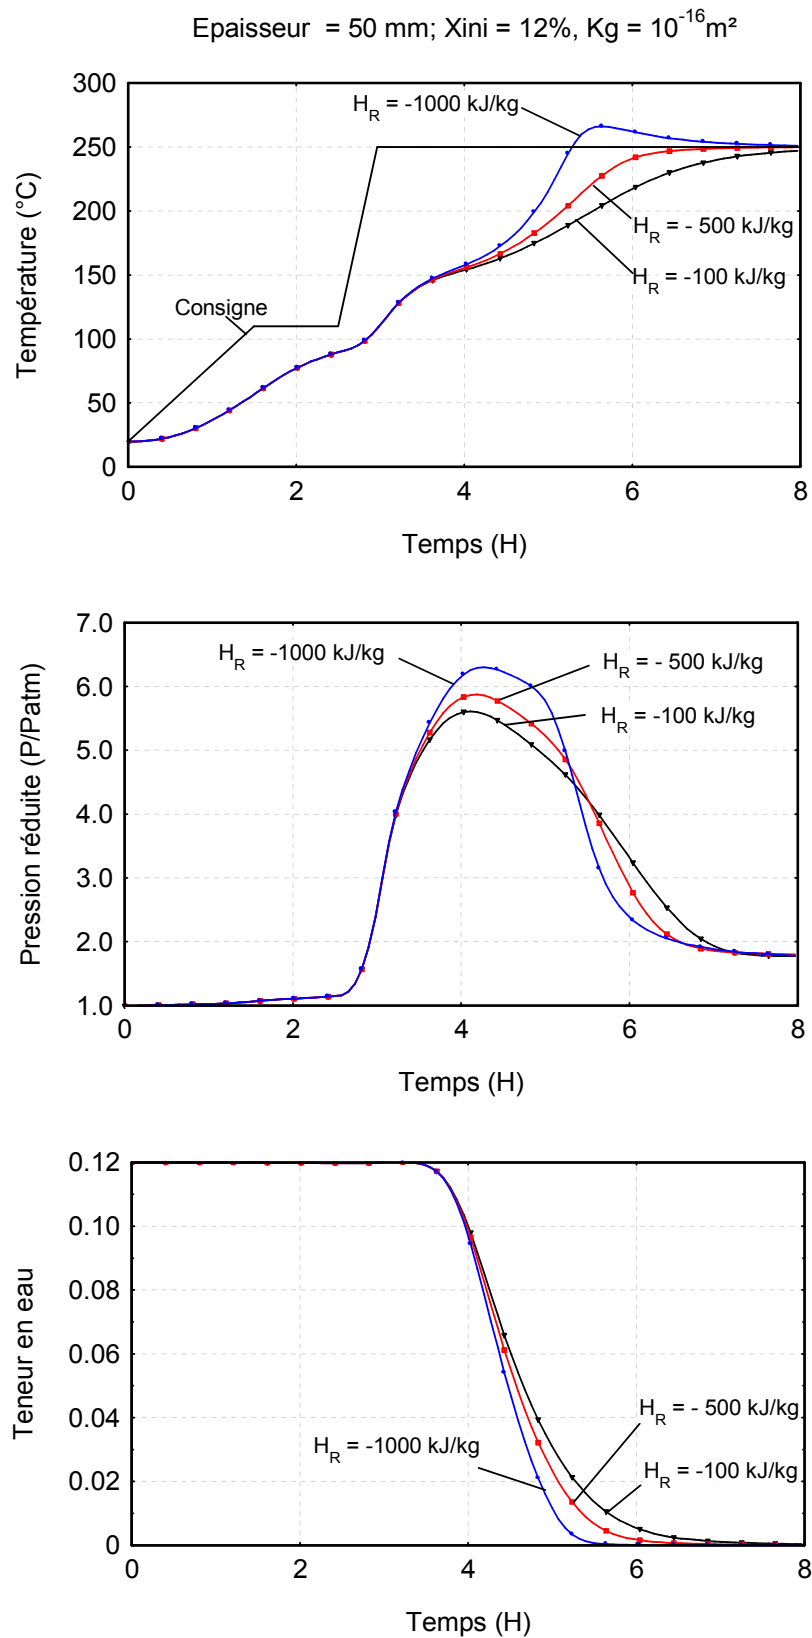 Epaisseur = 50 mm; Xini = 12%, Kg = 10⁻¹⁶m²
300
250
200
150
100
50
0
Température (°C)
H_R = -1000 kJ/kg
H_R = - 500 kJ/kg
H_R = -100 kJ/kg
Consigne
0 2 4 6 8
Temps (H)
7.0
6.0
5.0
4.0
3.0
2.0
1.0
Pression réduite (P/Patm)
H_R = -1000 kJ/kg
H_R = - 500 kJ/kg
H_R = -100 kJ/kg
0 2 4 6 8
Temps (H)
0.12
0.10
0.08
0.06
0.04
0.02
0
Teneur en eau
H_R = - 500 kJ/kg
H_R = -1000 kJ/kg
H_R = -100 kJ/kg
0 2 4 6 8
Temps (H)